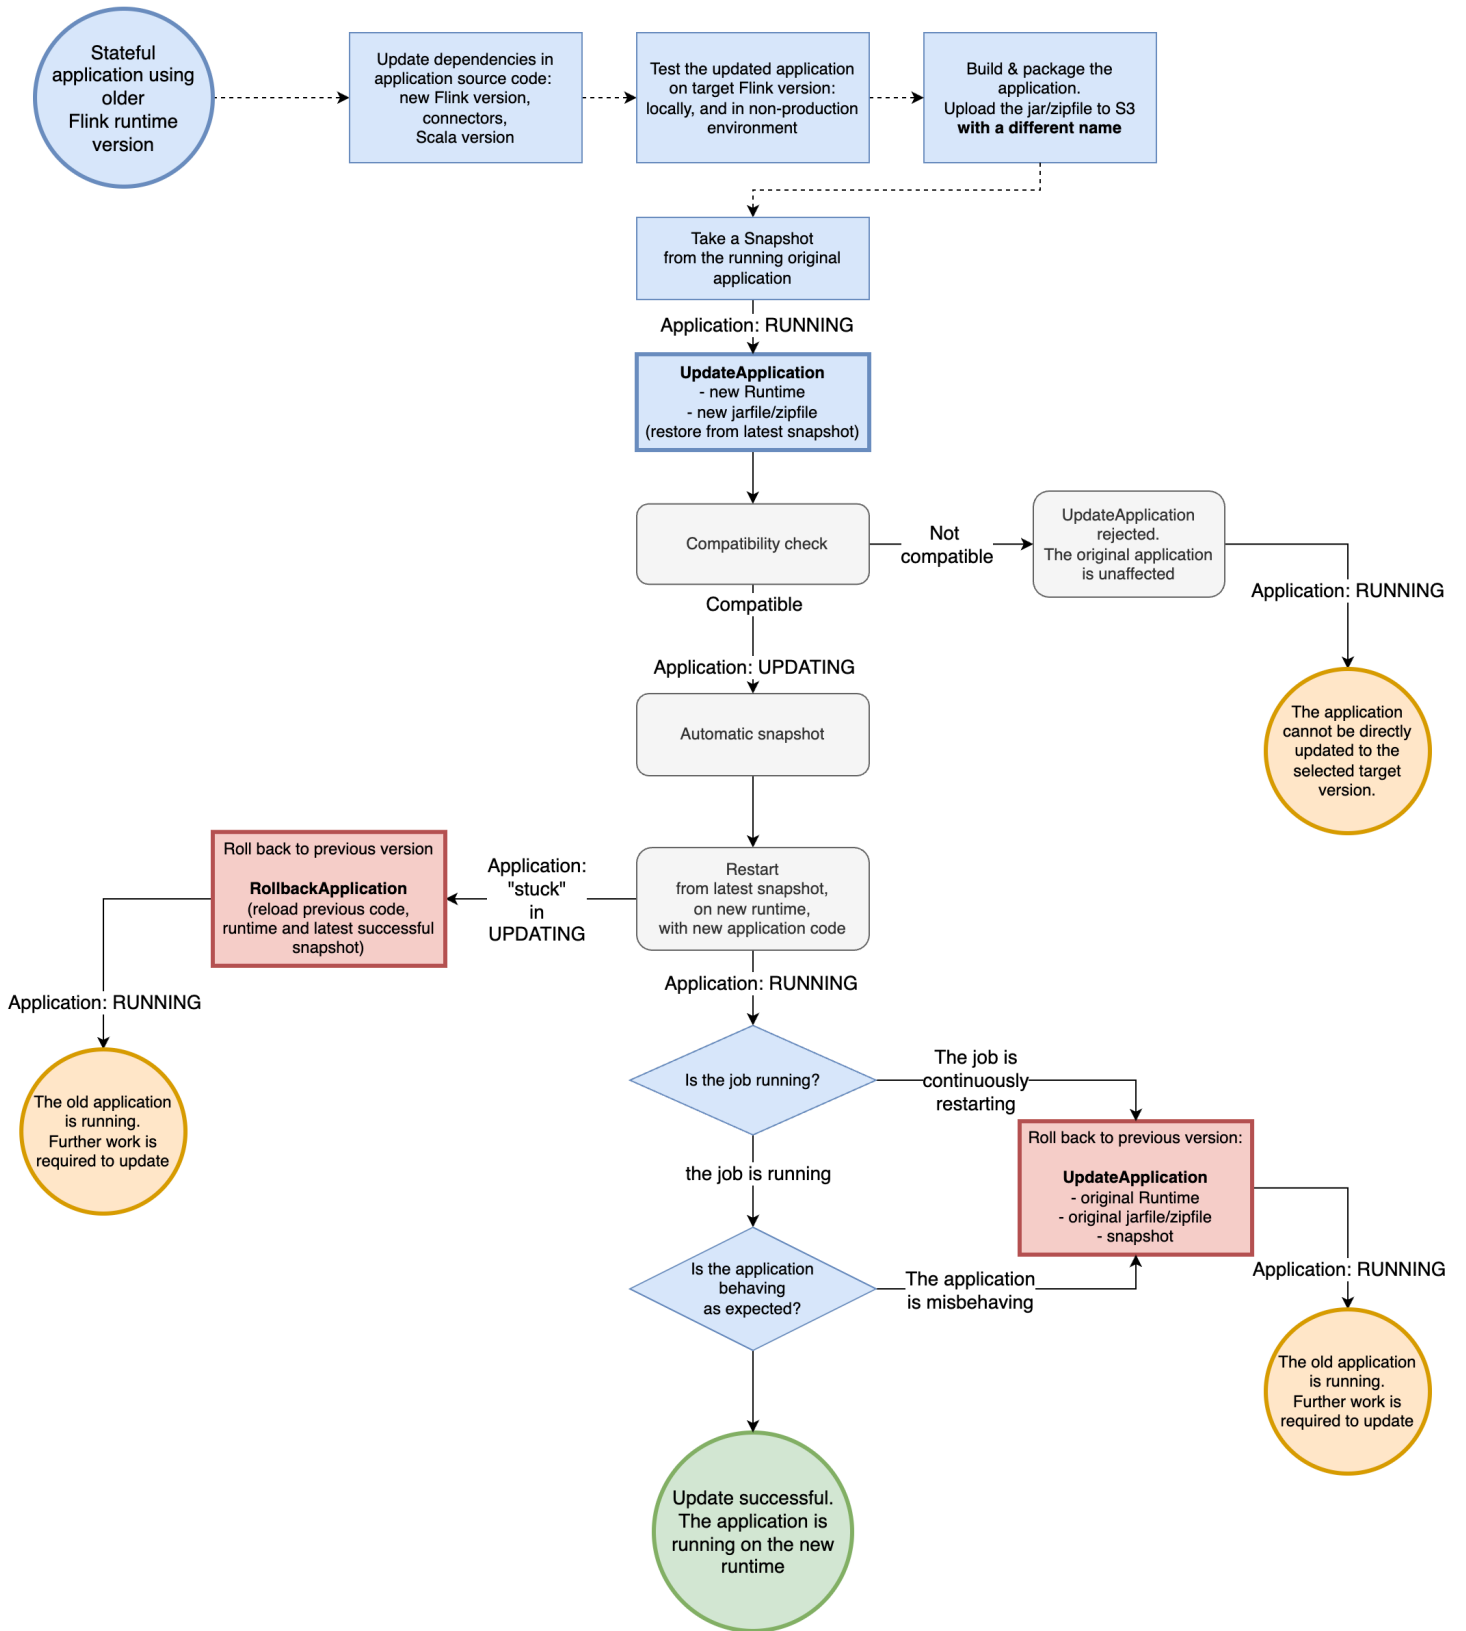 Stateful
application using
older
Flink runtime
version
Update dependencies in
application source code:
new Flink version,
connectors,
Scala version
Test the updated application
on target Flink version:
locally, and in non-production
environment
Build & package the
application.
Upload the jar/zipfile to S3
with a different name
Take a Snapshot
from the running original
application
Application: RUNNING
UpdateApplication
- new Runtime
- new jarfile/zipfile
(restore from latest snapshot)
Compatibility check
Not
compatible
UpdateApplication
rejected.
The original application
is unaffected
Application: RUNNING
The application
cannot be directly
updated to the
selected target
version.
Compatible
Application: UPDATING
Automatic snapshot
Restart
from latest snapshot,
on new runtime,
with new application code
Application:
"stuck"
in
UPDATING
Roll back to previous version
RollbackApplication
(reload previous code,
runtime and latest successful
snapshot)
Application: RUNNING
The old application
is running.
Further work is
required to update
Application: RUNNING
Is the job running?
The job is
continuously
restarting
the job is running
Roll back to previous version:
UpdateApplication
- original Runtime
- original jarfile/zipfile
- snapshot
Is the application
behaving
as expected?
The application
is misbehaving
Application: RUNNING
The old application
is running.
Further work is
required to update
Update successful.
The application is
running on the new
runtime